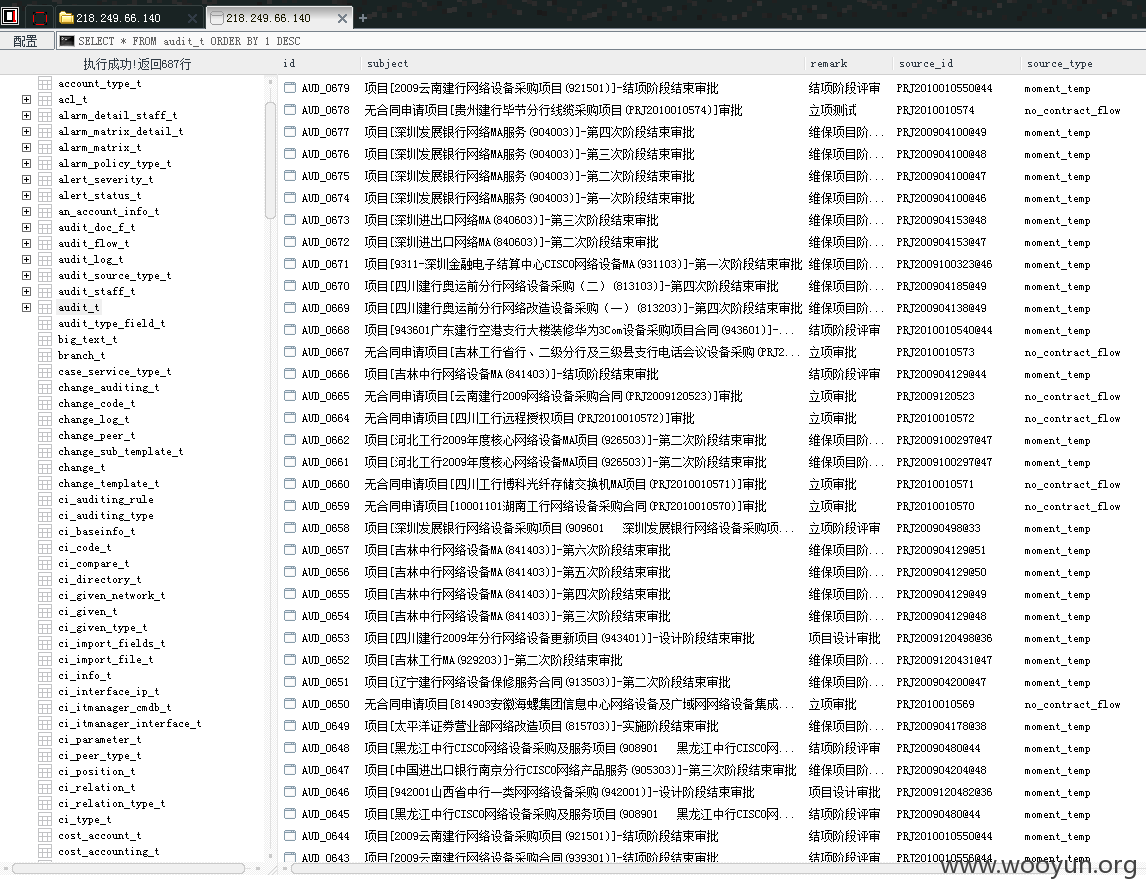 218.249.66.140
218.249.66.140
配置 SELECT * FROM audit_t ORDER BY 1 DESC
执行成功!返回687行
account_type_t
acl_t
alarm_detail_staff_t
alarm_matrix_detail_t
alarm_matrix_t
alarm_policy_type_t
alert_severity_t
alert_status_t
an_account_info_t
audit_doc_f_t
audit_flow_t
audit_log_t
audit_source_type_t
audit_staff_t
audit_t
audit_type_field_t
big_text_t
branch_t
case_service_type_t
change_auditing_t
change_code_t
change_log_t
change_peer_t
change_sub_template_t
change_t
change_template_t
ci_auditing_rule
ci_auditing_type
ci_baseinfo_t
ci_code_t
ci_compare_t
ci_directory_t
ci_given_network_t
ci_given_t
ci_given_type_t
ci_import_fields_t
ci_import_file_t
ci_info_t
ci_interface_ip_t
ci_itmanager_cmdb_t
ci_itmanager_interface_t
ci_parameter_t
ci_peer_type_t
ci_position_t
ci_relation_t
ci_relation_type_t
ci_type_t
cost_account_t
cost_accounting_t
id subject remark source_id source_type
AUD_0679 项目[2009云南建行网络设备采购项目(921501)]-结项阶段审批 结项阶段评审 PRJ2010010550@44 moment_temp
AUD_0678 无合同申请项目[贵州建行毕节分行线缆采购项目(PRJ2010010574)]审批 立项测试 PRJ2010010574 no_contract_flow
AUD_0677 项目[深圳发展银行网络MA服务(904003)]-第四次阶段结束审批 维保项目阶... PRJ200904100@49 moment_temp
AUD_0676 项目[深圳发展银行网络MA服务(904003)]-第三次阶段结束审批 维保项目阶... PRJ200904100@48 moment_temp
AUD_0675 项目[深圳发展银行网络MA服务(904003)]-第二次阶段结束审批 维保项目阶... PRJ200904100@47 moment_temp
AUD_0674 项目[深圳发展银行网络MA服务(904003)]-第一次阶段结束审批 维保项目阶... PRJ200904100@46 moment_temp
AUD_0673 项目[深圳进出口网络MA(840603)]-第三次阶段结束审批 维保项目阶... PRJ200904153@48 moment_temp
AUD_0672 项目[深圳进出口网络MA(840603)]-第二次阶段结束审批 维保项目阶... PRJ200904153@47 moment_temp
AUD_0671 项目[9311-深圳金融电子结算中心CISCO网络设备MA(931103)]-第一次阶段结束审批 维保项目阶... PRJ2009100323@46 moment_temp
AUD_0670 项目[四川建行奥运前分行网络设备采购（二）(813103)]-第四次阶段结束审批 维保项目阶... PRJ200904185@49 moment_temp
AUD_0669 项目[四川建行奥运前分行网络改造设备采购（一）(813203)]-第四次阶段结束审批 维保项目阶... PRJ200904138@49 moment_temp
AUD_0668 项目[943601广东建行空港支行大楼装修华为3Com设备采购项目合同(943601)]-... 结项阶段评审 PRJ2010010540@44 moment_temp
AUD_0667 无合同申请项目[吉林工行省行、二级分行及三级县支行电话会议设备采购(PRJ2... 立项审批 PRJ2010010573 no_contract_flow
AUD_0666 项目[吉林中行网络设备MA(841403)]-结项阶段审批 结项阶段评审 PRJ200904129@44 moment_temp
AUD_0665 无合同申请项目[云南建行2009网络设备采购合同(PRJ2009120523)]审批 立项审批 PRJ2009120523 no_contract_flow
AUD_0664 无合同申请项目[四川工行远程授权项目(PRJ2010010572)]审批 立项审批 PRJ2010010572 no_contract_flow
AUD_0662 项目[河北工行2009年度核心网络设备MA项目(926503)]-第二次阶段结束审批 维保项目阶... PRJ2009100297@47 moment_temp
AUD_0661 项目[河北工行2009年度核心网络设备MA项目(926503)]-第二次阶段结束审批 维保项目阶... PRJ2009100297@47 moment_temp
AUD_0660 无合同申请项目[四川工行博科光纤存储交换机MA项目(PRJ2010010571)]审批 立项审批 PRJ2010010571 no_contract_flow
AUD_0659 无合同申请项目[10001101湖南工行网络设备采购合同(PRJ2010010570)]审批 立项审批 PRJ2010010570 no_contract_flow
AUD_0658 项目[深圳发展银行网络设备采购项目(909601 深圳发展银行网络设备采购项... 立项阶段评审 PRJ200904098@33 moment_temp
AUD_0657 项目[吉林中行网络设备MA(841403)]-第六次阶段结束审批 维保项目阶... PRJ200904129@51 moment_temp
AUD_0656 项目[吉林中行网络设备MA(841403)]-第五次阶段结束审批 维保项目阶... PRJ200904129@50 moment_temp
AUD_0655 项目[吉林中行网络设备MA(841403)]-第四次阶段结束审批 维保项目阶... PRJ200904129@49 moment_temp
AUD_0654 项目[吉林中行网络设备MA(841403)]-第三次阶段结束审批 维保项目阶... PRJ200904129@48 moment_temp
AUD_0653 项目[四川建行2009年分行网络设备更新项目(943401)]-设计阶段结束审批 项目设计审批 PRJ2009120498@36 moment_temp
AUD_0652 项目[吉林工行MA(929203)]-第二次阶段结束审批 维保项目阶... PRJ2009120431@47 moment_temp
AUD_0651 项目[辽宁建行网络设备保修服务合同(913503)]-第二次阶段结束审批 维保项目阶... PRJ200904200@47 moment_temp
AUD_0650 无合同申请项目[814903安徽海螺集团信息中心网络设备及广域网网络设备集成... 立项审批 PRJ2010010569 no_contract_flow
AUD_0649 项目[太平洋证券营业部网络改造项目(815703)]-实施阶段结束审批 维保项目阶... PRJ200904178@38 moment_temp
AUD_0648 项目[黑龙江中行CISCO网络设备采购及服务项目(908901 黑龙江中行CISCO网... 结项阶段评审 PRJ20090480@44 moment_temp
AUD_0647 项目[中国进出口银行南京分行CISCO网络产品服务(905303)]-第三次阶段结束审批 维保项目阶... PRJ200904204@48 moment_temp
AUD_0646 项目[942001山西省中行一类网网络设备采购(942001)]-设计阶段结束审批 项目设计审批 PRJ2009120482@36 moment_temp
AUD_0645 项目[黑龙江中行CISCO网络设备采购及服务项目(908901 黑龙江中行CISCO网... 结项阶段评审 PRJ20090480@44 moment_temp
AUD_0644 项目[2009云南建行网络设备采购项目(921501)]-结项阶段审批 结项阶段评审 PRJ2010010550@44 moment_temp
AUD_0643 项目[2009云南建行网络设备采购合同(939301)]-结项阶段审批 结项阶段评审 PRJ2010010556@44 moment_temp
www.wooyun.org